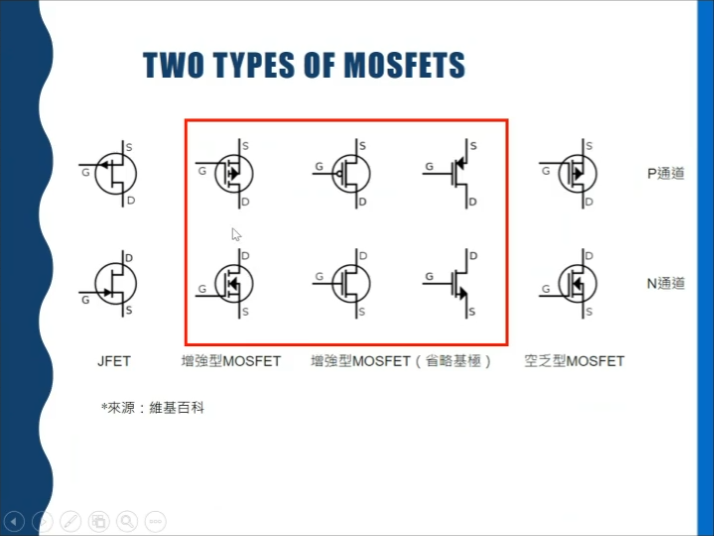 TWO TYPES OF MOSFETS
S S S S S
G G G G G
D D D D D
P通道
D D D D D
G G G G G
S S S S S
N通道
JFET 增強型MOSFET 增強型MOSFET（省略基極） 空乏型MOSFET
*來源：維基百科